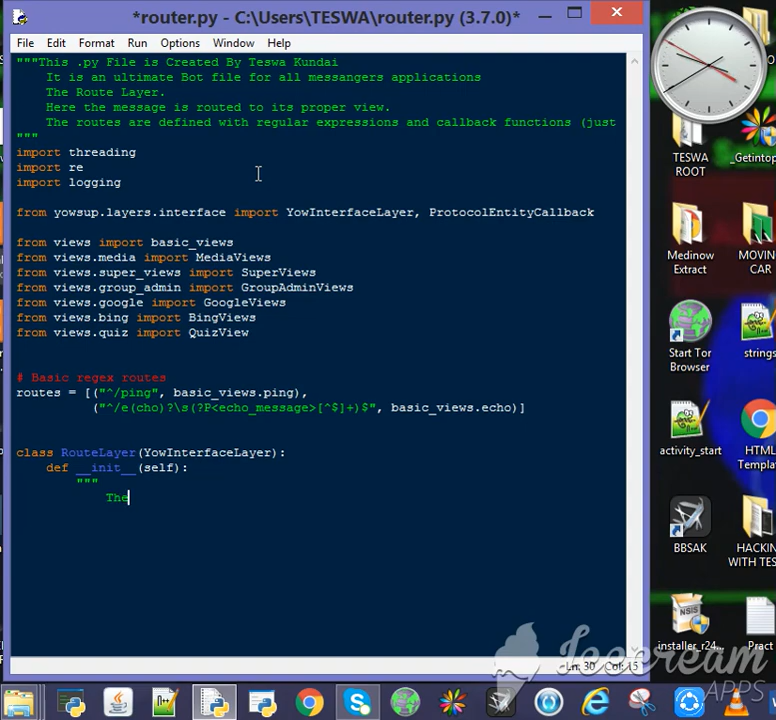 *router.py - C:\Users\TESWA\router.py (3.7.0)*
File Edit Format Run Options Window Help
"""This .py File is Created By Teswa Kundai
It is an ultimate Bot file for all messangers applications
The Route Layer.
Here the message is routed to its proper view.
The routes are defined with regular expressions and callback functions (just
"""
import threading
import re
import logging
from yowsup.layers.interface import YowInterfaceLayer, ProtocolEntityCallback
from views import basic_views
from views.media import MediaViews
from views.super_views import SuperViews
from views.group_admin import GroupAdminViews
from views.google import GoogleViews
from views.bing import BingViews
from views.quiz import QuizView
# Basic regex routes
routes = [("^/ping", basic_views.ping),
("^/e(cho)?\s(?P<echo_message>[^$]+)$", basic_views.echo)]
class RouteLayer(YowInterfaceLayer):
def __init__(self):
"""
The
Ln: 30 Col: 15
TESWA
ROOT
_Getintop
Medinow
Extract
MOVIN
CAR
Start Tor
Browser
strings
activity_start
HTML
Templa
BBSAK
HACKIN
WITH TES
NSIS
installer_r24...
Pract
Icecream
APPS